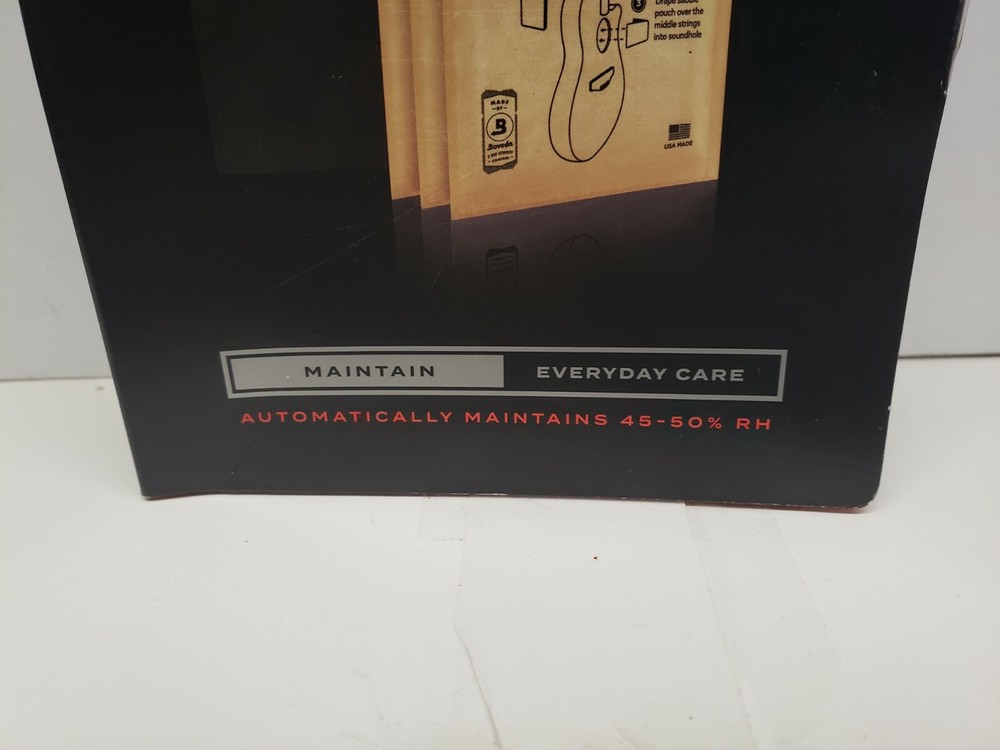 Drape saddle
pouch over the
middle strings
into soundhole
MADE
BY
B
Boveda
CONTROL
USA MADE
MAINTAIN
EVERYDAY CARE
AUTOMATICALLY MAINTAINS 45-50% RH